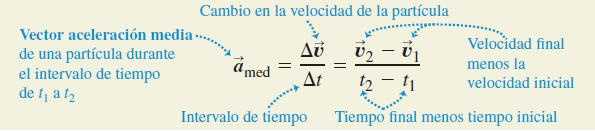 Cambio en la velocidad de la partícula
Vector aceleración media
de una partícula durante
el intervalo de tiempo
de t₁ a t₂
a⃗med = Δv⃗ / Δt = (v⃗₂ − v⃗₁) / (t₂ − t₁)
Velocidad final
menos la
velocidad inicial
Intervalo de tiempo
Tiempo final menos tiempo inicial